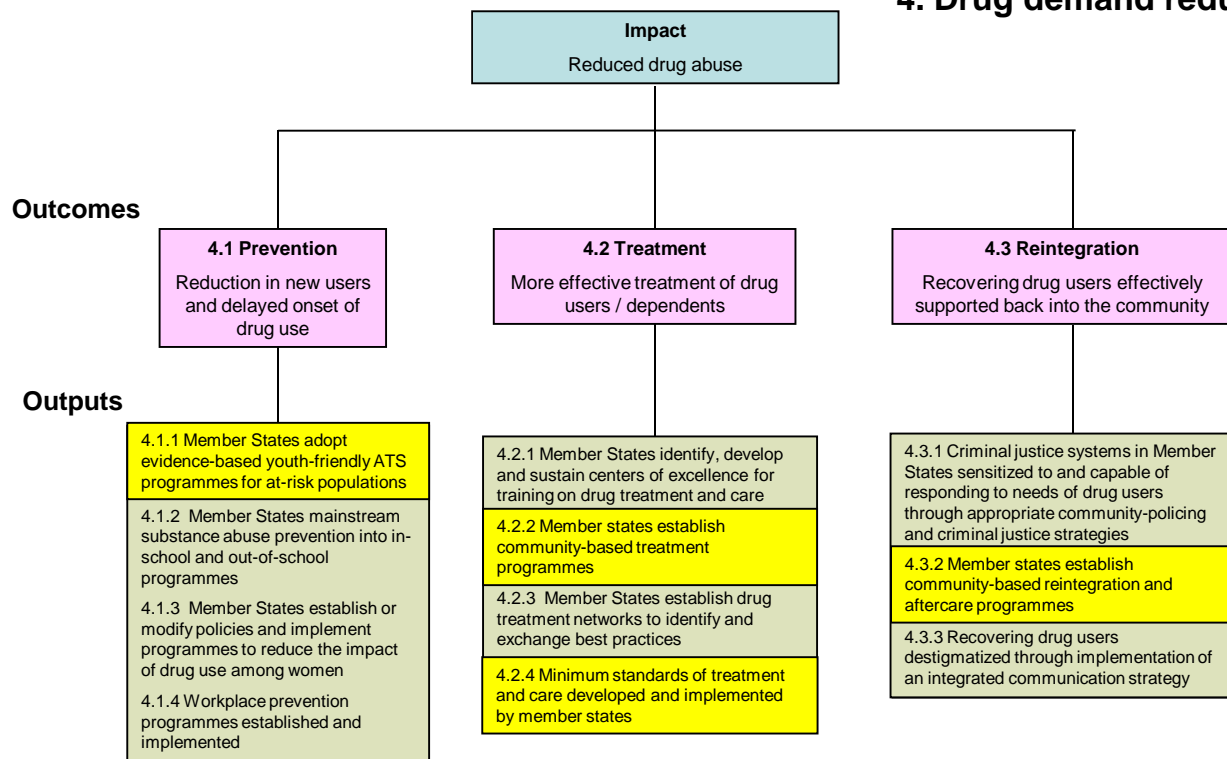 4. Drug demand redu
Impact
Reduced drug abuse
Outcomes
4.1 Prevention
Reduction in new users
and delayed onset of
drug use
4.2 Treatment
More effective treatment of drug
users / dependents
4.3 Reintegration
Recovering drug users effectively
supported back into the community
Outputs
4.1.1 Member States adopt
evidence-based youth-friendly ATS
programmes for at-risk populations
4.1.2 Member States mainstream
substance abuse prevention into in-
school and out-of-school
programmes
4.1.3 Member States establish or
modify policies and implement
programmes to reduce the impact
of drug use among women
4.1.4 Workplace prevention
programmes established and
implemented
4.2.1 Member States identify, develop
and sustain centers of excellence for
training on drug treatment and care
4.2.2 Member states establish
community-based treatment
programmes
4.2.3 Member States establish drug
treatment networks to identify and
exchange best practices
4.2.4 Minimum standards of treatment
and care developed and implemented
by member states
4.3.1 Criminal justice systems in Member
States sensitized to and capable of
responding to needs of drug users
through appropriate community-policing
and criminal justice strategies
4.3.2 Member states establish
community-based reintegration and
aftercare programmes
4.3.3 Recovering drug users
destigmatized through implementation of
an integrated communication strategy